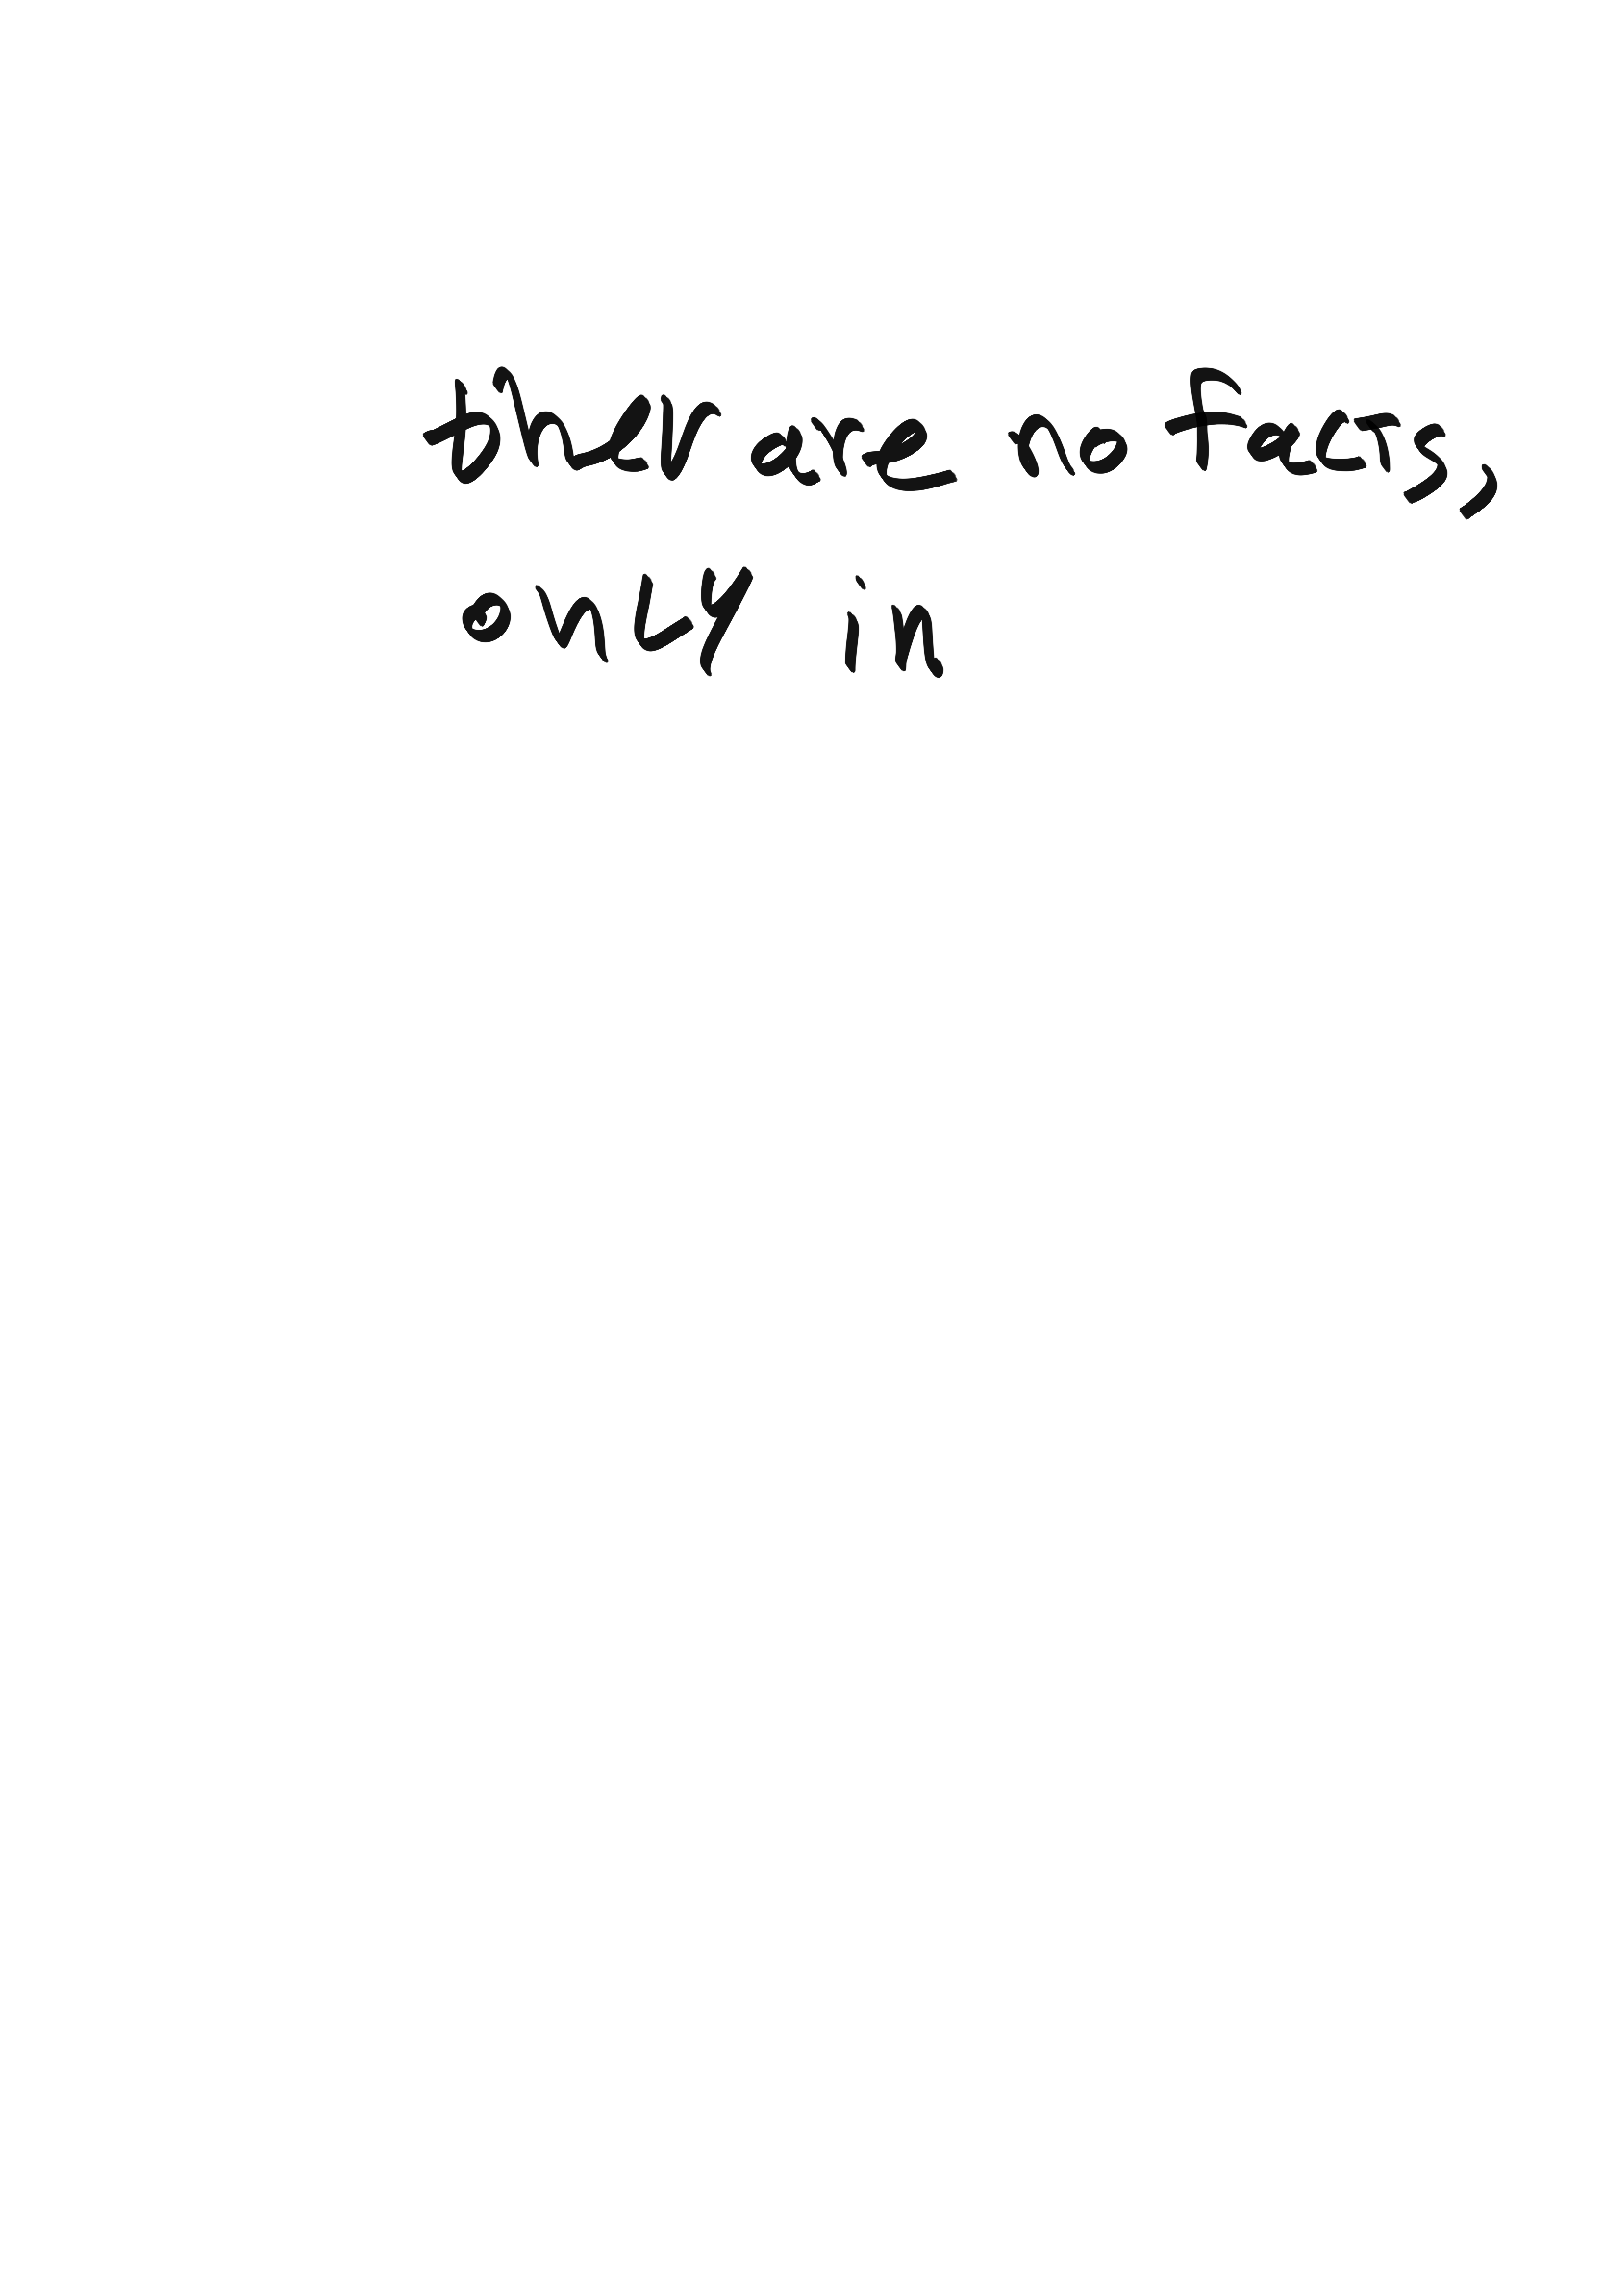 ther are no facts,
only in